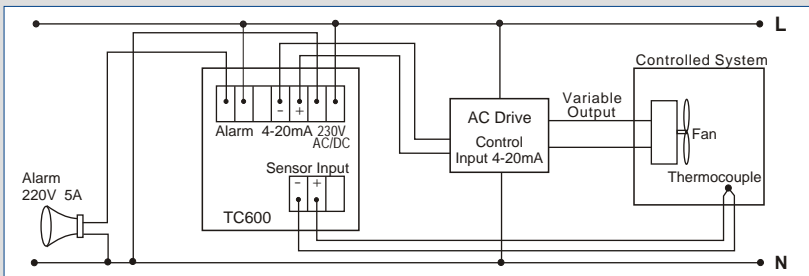 L
Controlled System
Variable
Output
AC Drive
Control
Input 4-20mA
Fan
Thermocouple
- +
Alarm 4-20mA 230V
AC/DC
Sensor Input
- +
TC600
Alarm
220V 5A
N